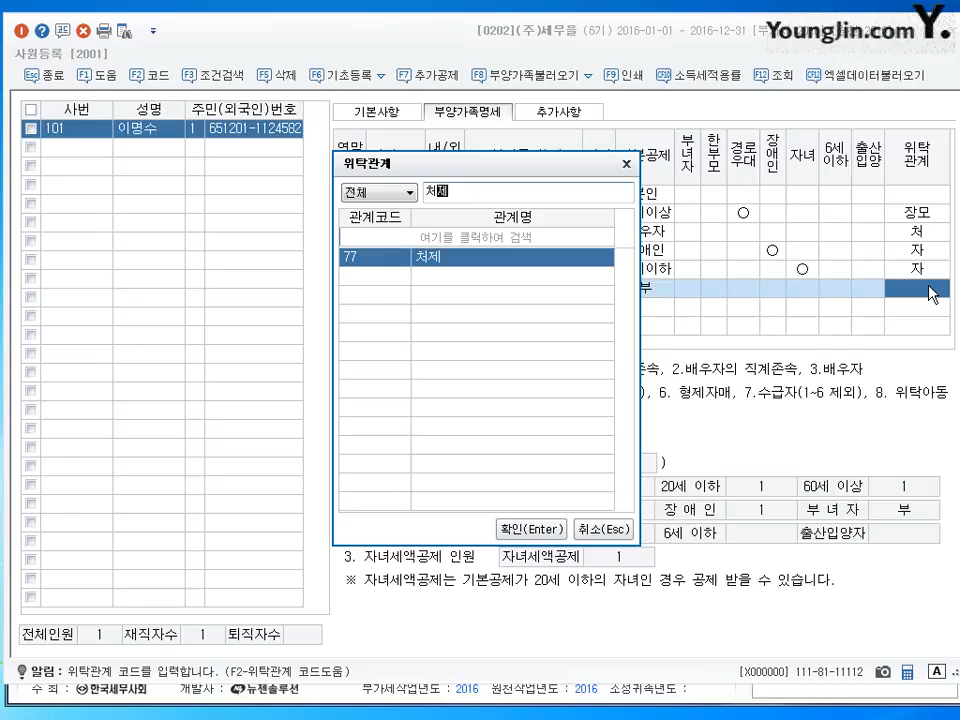 [0202](주)세무을 (6기) 2016-01-01 ~ 2016-12-31 [부
Younglin.com Y.
사원등록 [2001]
Esc 종료 F1 도움 F2 코드 F3 조건검색 F5 삭제 F6 기초등록 F7 추가공제 F8 부양가족불러오기 F9 인쇄 CF10 소득세적용률 F12 조회 CF12 엑셀데이터불러오기
사번 성명 주민(외국인)번호
101 이명수 1 651201-1124582
기본사항 부양가족명세 추가사항
연말 내/외 본공제 부녀자 한부모 경로우대 장애인 자녀 6세이하 출산입양 위탁관계
본인
이상 ○ 장모
우자 처
애인 ○ 자
이하 ○ 자
부
위탁관계 x
전체 처제
관계코드 관계명
여기를 클릭하여 검색
77 처제
확인(Enter) 취소(Esc)
존속, 2.배우자의 직계존속, 3.배우자
), 6. 형제자매, 7.수급자(1~6 제외), 8. 위탁아동
)
20세 이하 1 60세 이상 1
장 애 인 1 부 녀 자 부
6세 이하 출산입양자
3. 자녀세액공제 인원 자녀세액공제 1
※ 자녀세액공제는 기본공제가 20세 이하의 자녀인 경우 공제 받을 수 있습니다.
전체인원 1 재직자수 1 퇴직자수
알림 : 위탁관계 코드를 입력합니다. (F2-위탁관계 코드도움)
[X000000] 111-81-11112 A
수 최 : 한국세무사회 개발사 : 뉴젠솔루션 부가세작업년도 : 2016 원천작업년도 : 2016 소성귀속년도 :